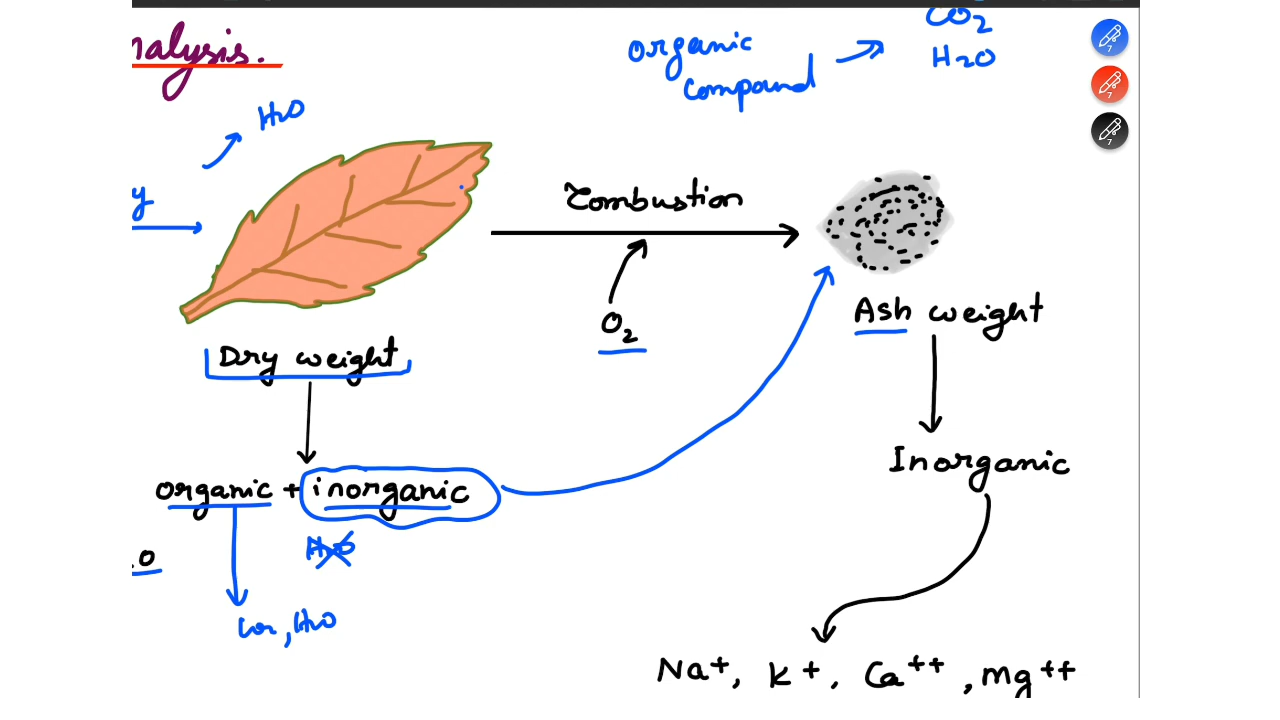 nalysis.
organic
compound
CO2
H2O
H2O
y
Combustion
O2
Ash weight
Dry weight
Inorganic
organic + inorganic
H2O
O
H2O
Na+, K+, Ca++, mg++